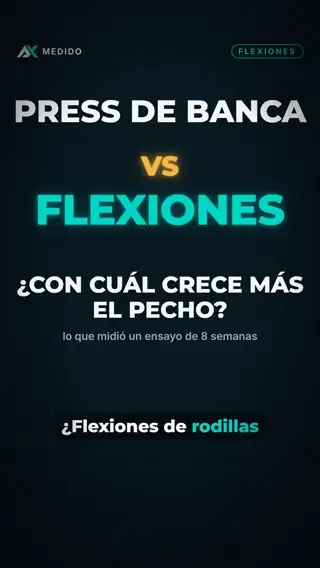 MEDIDO
FLEXIONES
PRESS DE BANCA
VS
FLEXIONES
¿CON CUÁL CRECE MÁS
EL PECHO?
lo que midió un ensayo de 8 semanas
¿Flexiones de rodillas